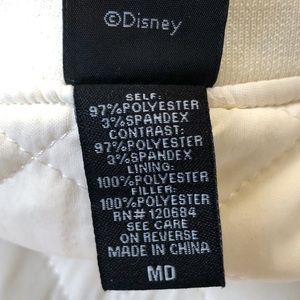 ©Disney
SELF:
97%POLYESTER
3%SPANDEX
CONTRAST:
97%POLYESTER
3%SPANDEX
LINING:
100%POLYESTER
FILLER:
100%POLYESTER
RN# 120684
SEE CARE
ON REVERSE
MADE IN CHINA
MD